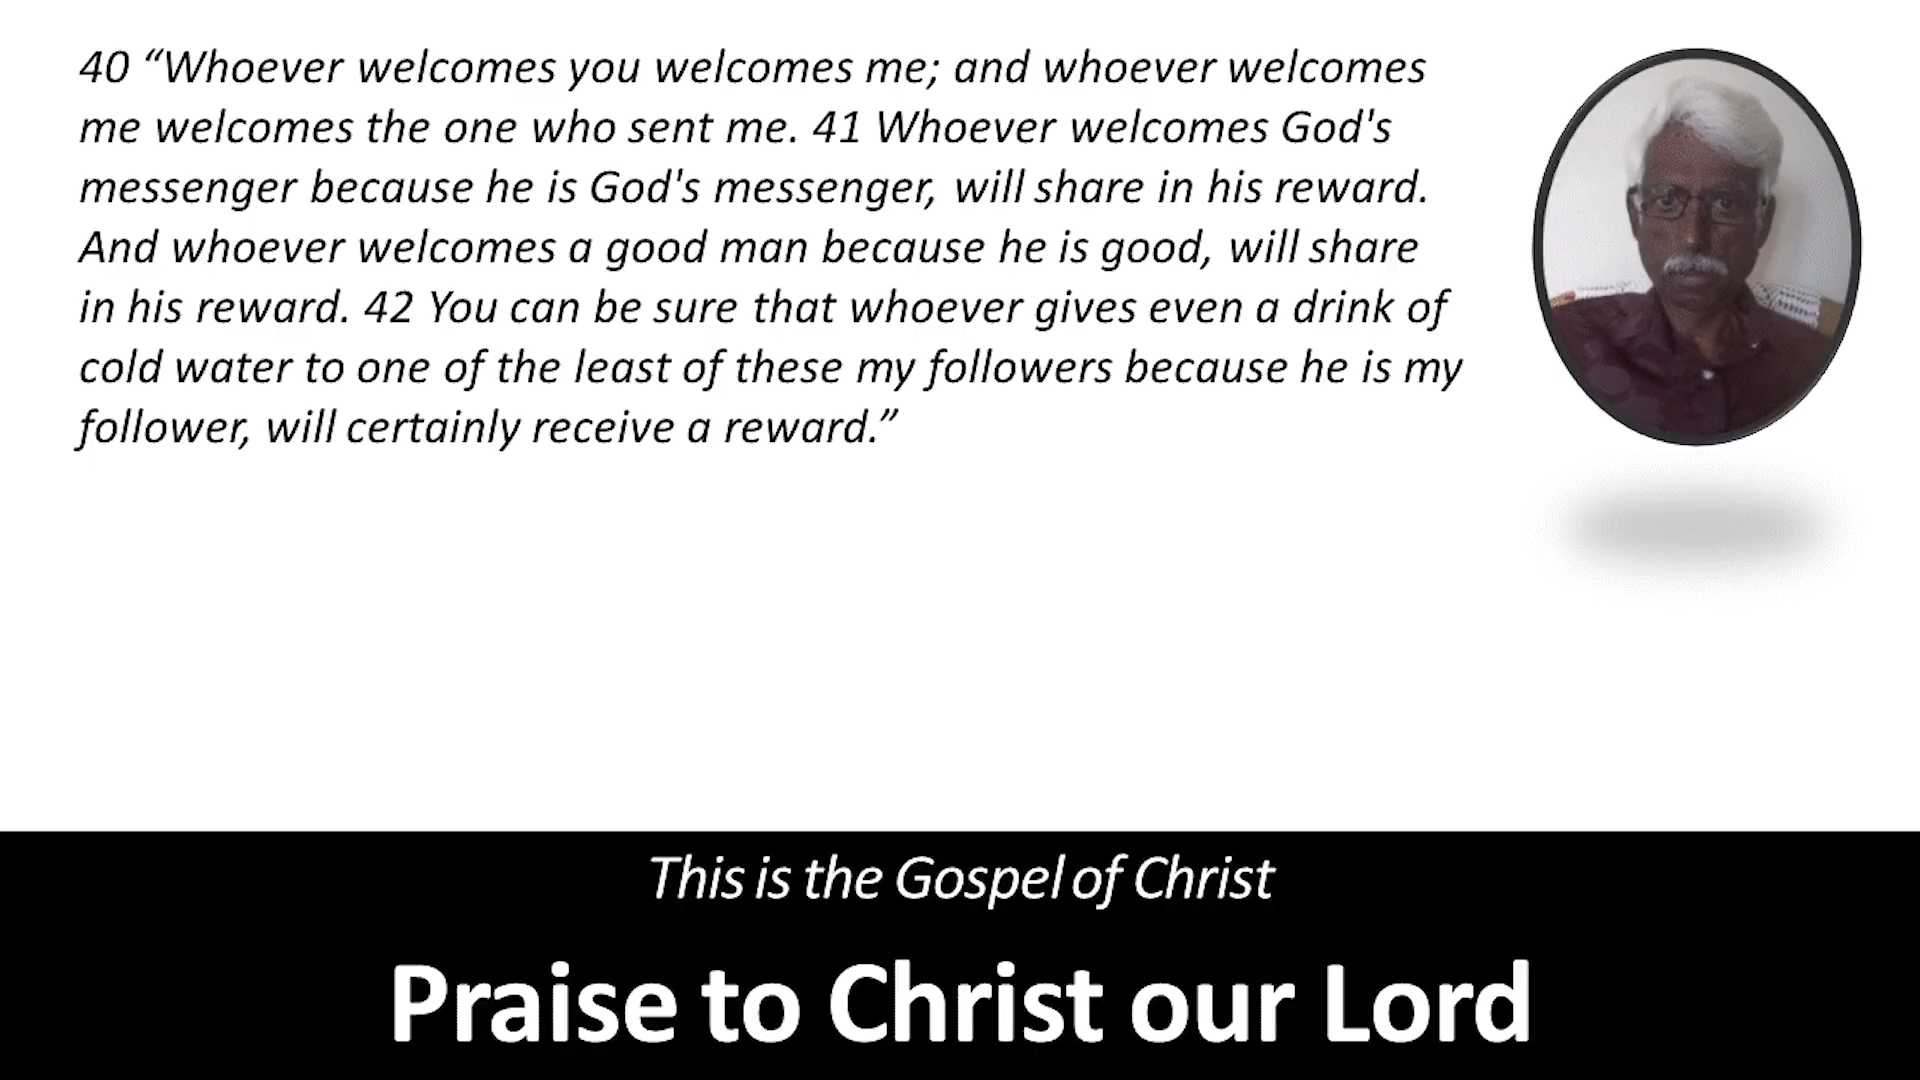 40 “Whoever welcomes you welcomes me; and whoever welcomes
me welcomes the one who sent me. 41 Whoever welcomes God's
messenger because he is God's messenger, will share in his reward.
And whoever welcomes a good man because he is good, will share
in his reward. 42 You can be sure that whoever gives even a drink of
cold water to one of the least of these my followers because he is my
follower, will certainly receive a reward.”
This is the Gospel of Christ
Praise to Christ our Lord